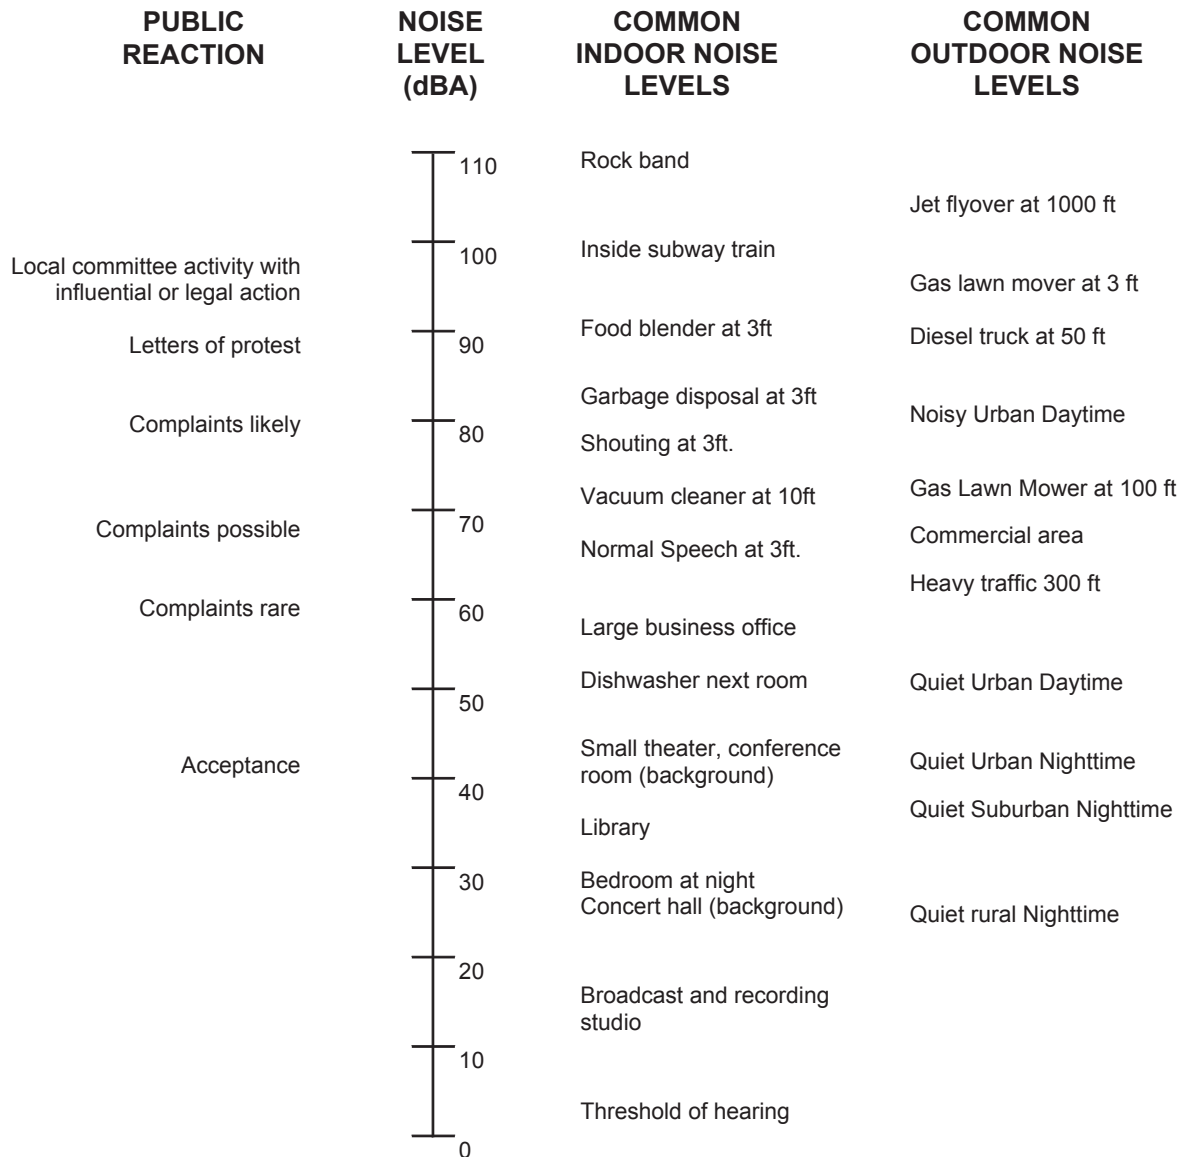 PUBLIC
REACTION
NOISE
LEVEL
(dBA)
COMMON
INDOOR NOISE
LEVELS
COMMON
OUTDOOR NOISE
LEVELS
110
Rock band
Jet flyover at 1000 ft
100
Inside subway train
Local committee activity with
influential or legal action
Gas lawn mover at 3 ft
Letters of protest
90
Food blender at 3ft
Diesel truck at 50 ft
Garbage disposal at 3ft
Complaints likely
80
Noisy Urban Daytime
Shouting at 3ft.
Vacuum cleaner at 10ft
Gas Lawn Mower at 100 ft
Complaints possible
70
Commercial area
Normal Speech at 3ft.
Heavy traffic 300 ft
Complaints rare
60
Large business office
Dishwasher next room
Quiet Urban Daytime
50
Acceptance
Small theater, conference
room (background)
Quiet Urban Nighttime
40
Quiet Suburban Nighttime
Library
30
Bedroom at night
Concert hall (background)
Quiet rural Nighttime
20
Broadcast and recording
studio
10
Threshold of hearing
0